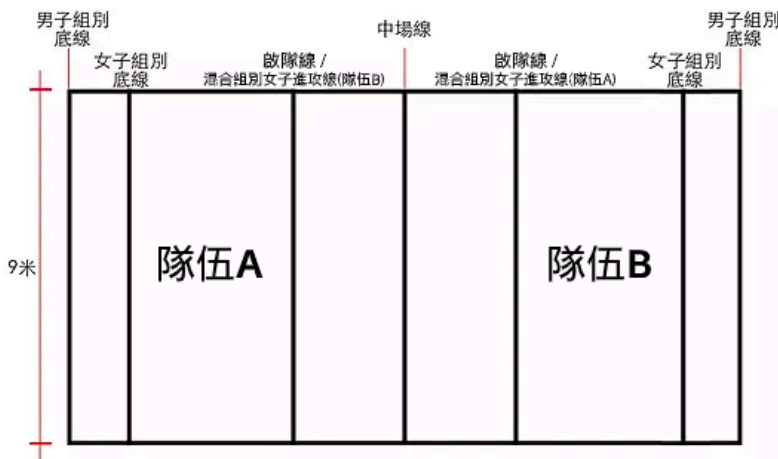 男子組別
底線
女子組別
底線
啟隊線 /
混合組別女子進攻線(隊伍B)
中場線
啟隊線 /
混合組別女子進攻線(隊伍A)
女子組別
底線
男子組別
底線
9米
隊伍A
隊伍B